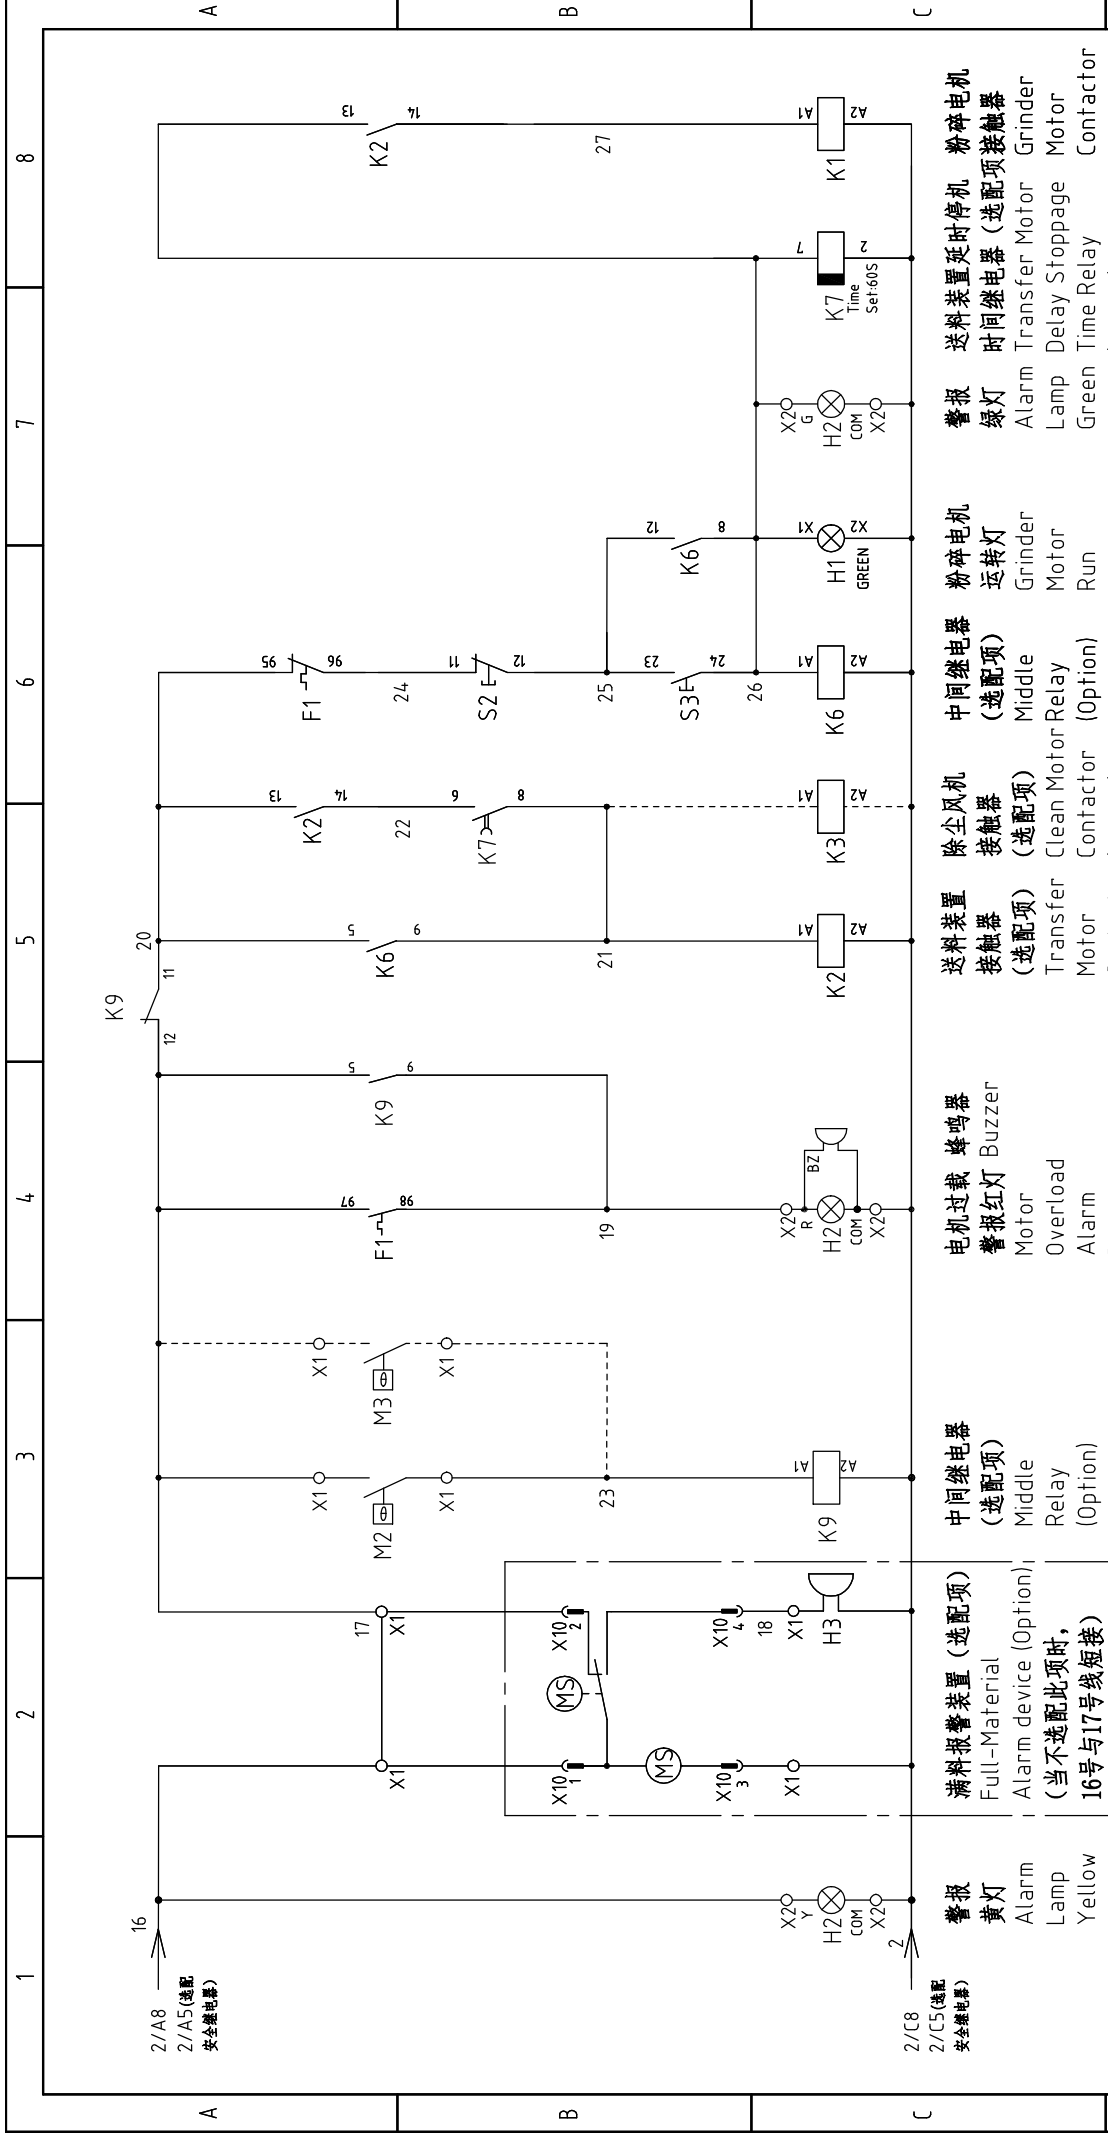 1 2 3 4 5 6 7 8
A
B
C
2/A8
2/A5(选配
安全继电器)
16
K9
12 11
20
17
X1
X1
X1
M2
X1
X1
M3
X1
F1
97
98
K9
5
9
K6
5
9
K2
13
14
F1
95
96
K2
13
14
22
24
K7
6
8
S2
11
12
27
X10
1
X10
2
MS
MS
23
19
21
25
K6
12
8
S3
23
24
26
X10
3
X10
4
18
X1
X1
H3
X2
Y
H2
COM
X2
K9
A1
A2
X2
R
H2
COM
X2
BZ
K2
A1
A2
K3
A1
A2
K6
A1
A2
H1
GREEN
X1
X2
X2
G
H2
COM
X2
K7
Time
Set:60S
7
2
K1
A1
A2
2
2/C8
2/C5(选配
安全继电器)
警报
黄灯
Alarm
Lamp
Yellow
满料报警装置(选配项)
Full-Material
Alarm device (Option)
(当不选配此项时,
16号与17号线短接)
中间继电器
(选配项)
Middle
Relay
(Option)
电机过载
警报红灯
Motor
Overload
Alarm
蜂鸣器
Buzzer
送料装置
接触器
(选配项)
Transfer
Motor
除尘风机
接触器
(选配项)
Clean Motor
Contactor
中间继电器
(选配项)
Middle
Relay
(Option)
粉碎电机
运转灯
Grinder
Motor
Run
警报
绿灯
Alarm
Lamp
Green
送料装置延时停机
时间继电器(选配项)
Transfer Motor
Delay Stoppage
Time Relay
粉碎电机
接触器
Grinder
Motor
Contactor
A
B
C